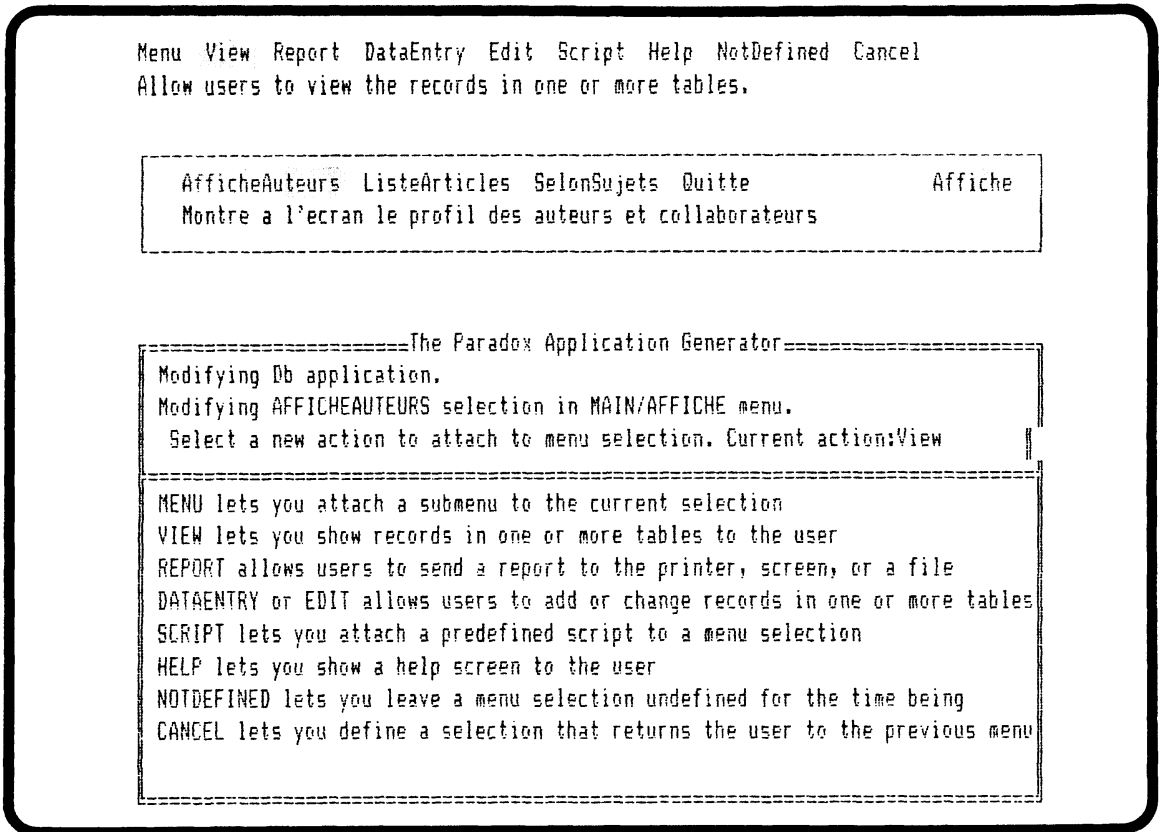 Menu View Report DataEntry Edit Script Help NotDefined Cancel
Allow users to view the records in one or more tables.
AfficheAuteurs ListeArticles SelonSujets Quitte Affiche
Montre a l'ecran le profil des auteurs et collaborateurs
The Paradox Application Generator
Modifying Db application.
Modifying AFFICHEAUTEURS selection in MAIN/AFFICHE menu.
Select a new action to attach to menu selection. Current action:View
MENU lets you attach a submenu to the current selection
VIEW lets you show records in one or more tables to the user
REPORT allows users to send a report to the printer, screen, or a file
DATAENTRY or EDIT allows users to add or change records in one or more tables
SCRIPT lets you attach a predefined script to a menu selection
HELP lets you show a help screen to the user
NOTDEFINED lets you leave a menu selection undefined for the time being
CANCEL lets you define a selection that returns the user to the previous menu